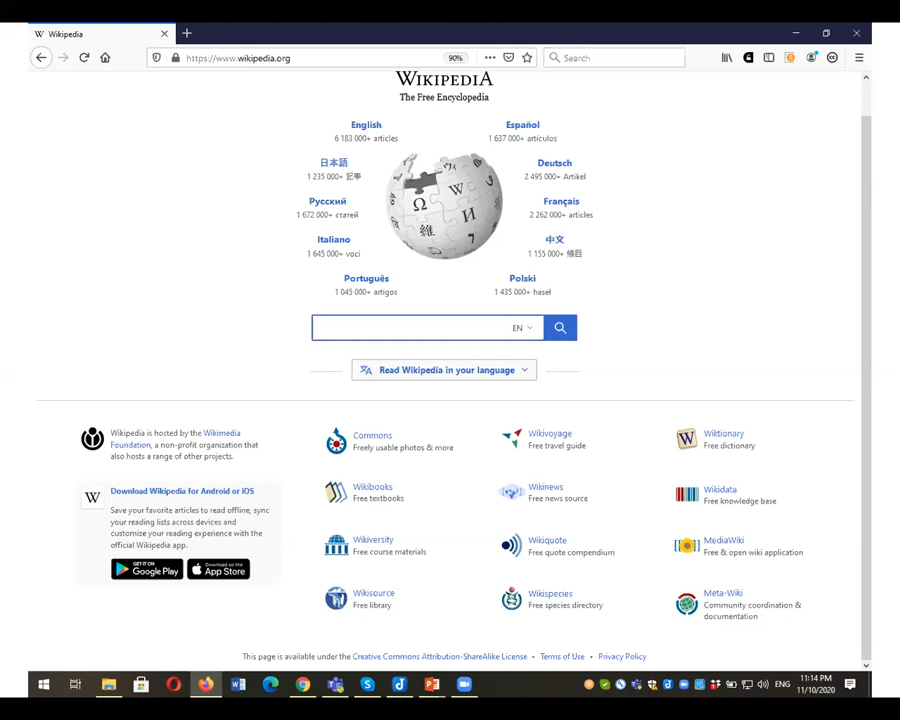 Wikipedia
https://www.wikipedia.org
90%
Search
WIKIPEDIA
The Free Encyclopedia
English
6 183 000+ articles
Español
1 637 000+ artículos
日本語
1 235 000+ 記事
Deutsch
2 495 000+ Artikel
Русский
1 672 000+ статей
Français
2 262 000+ articles
Italiano
1 645 000+ voci
中文
1 155 000+ 條目
Português
1 045 000+ artigos
Polski
1 435 000+ haseł
EN
Read Wikipedia in your language
Wikipedia is hosted by the Wikimedia
Foundation, a non-profit organization that
also hosts a range of other projects.
Download Wikipedia for Android or iOS
Save your favorite articles to read offline, sync
your reading lists across devices and
customize your reading experience with the
official Wikipedia app.
GET IT ON
Google Play
Download on the
App Store
Commons
Freely usable photos & more
Wikivoyage
Free travel guide
Wiktionary
Free dictionary
Wikibooks
Free textbooks
Wikinews
Free news source
Wikidata
Free knowledge base
Wikiversity
Free course materials
Wikiquote
Free quote compendium
MediaWiki
Free & open wiki application
Wikisource
Free library
Wikispecies
Free species directory
Meta-Wiki
Community coordination &
documentation
This page is available under the Creative Commons Attribution-ShareAlike License • Terms of Use • Privacy Policy
ENG
11:14 PM
11/10/2020